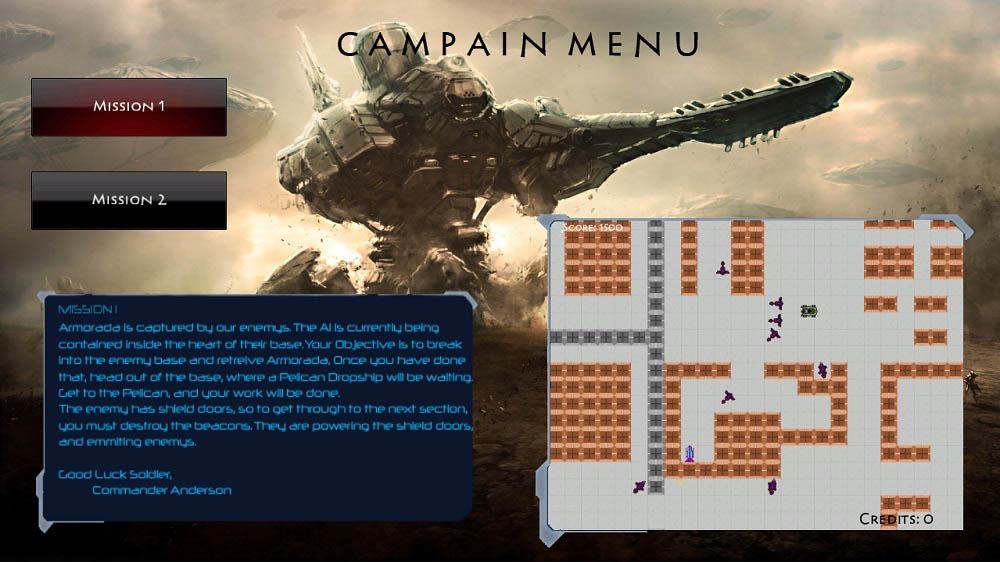 CAMPAIN MENU
MISSION 1
MISSION 2
SCORE: 1500
MISSION 1
Armorada is captured by our enemys. The AI is currently being
contained inside the heart of their base. Your Objective is to break
into the enemy base and retreive Armorada. Once you have done
that, head out of the base, where a Pelican Dropship will be waiting.
Get to the Pelican, and your work will be done.
The enemy has shield doors, so to get through to the next section,
you must destroy the beacons. They are powering the shield doors,
and emmiting enemys.
Good Luck Soldier,
Commander Anderson
CREDITS: 0